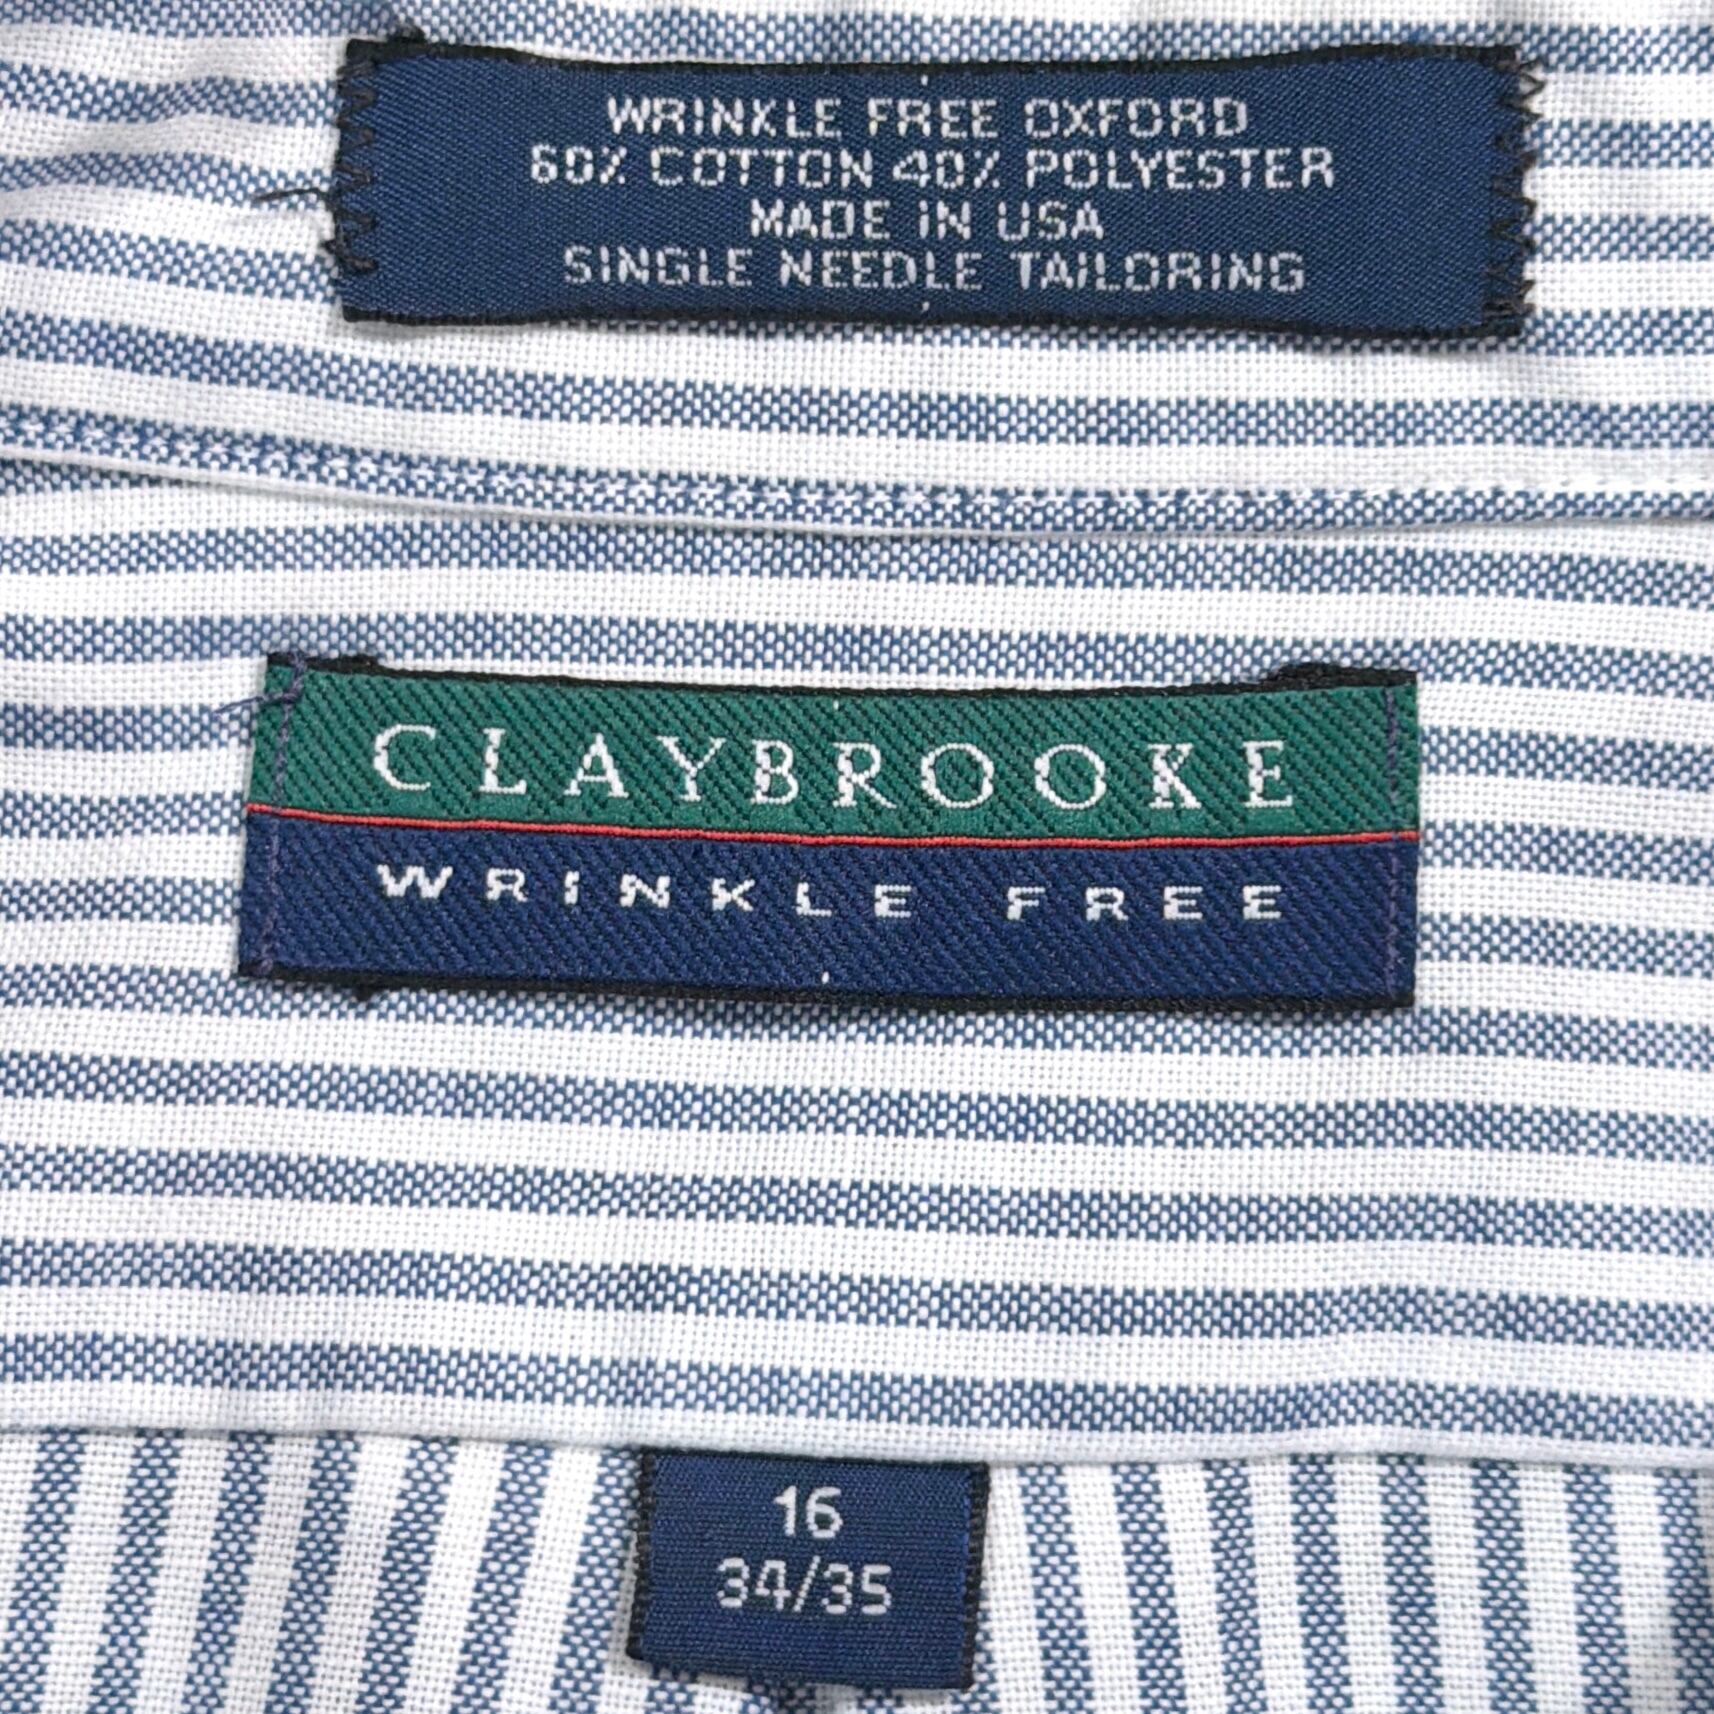 WRINKLE FREE OXFORD
60% COTTON 40% POLYESTER
MADE IN USA
SINGLE NEEDLE TAILORING
CLAYBROOKE
WRINKLE FREE
16
34/35